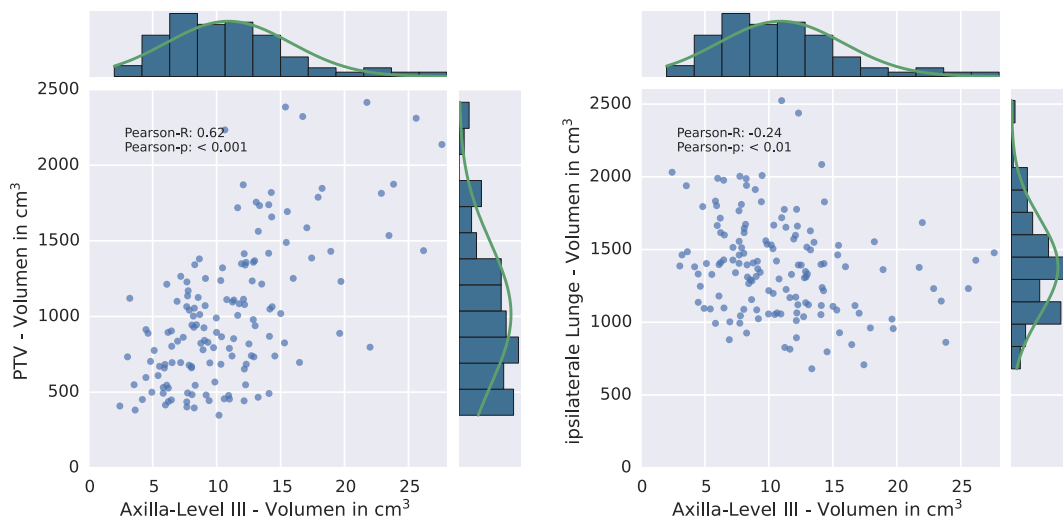 2500
2000
1500
1000
500
0
PTV - Volumen in cm³
Pearson-R: 0.62
Pearson-p: < 0.001
0 5 10 15 20 25
Axilla-Level III - Volumen in cm³
2500
2000
1500
1000
500
0
ipsilaterale Lunge - Volumen in cm³
Pearson-R: -0.24
Pearson-p: < 0.01
0 5 10 15 20 25
Axilla-Level III - Volumen in cm³